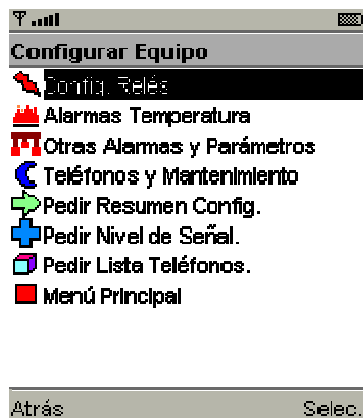 Configurar Equipo
Config. Relés
Alarmas Temperatura
Otras Alarmas y Parámetros
Teléfonos y Mantenimiento
Pedir Resumen Config.
Pedir Nivel de Señal.
Pedir Lista Teléfonos.
Menú Principal
Atrás Selec.